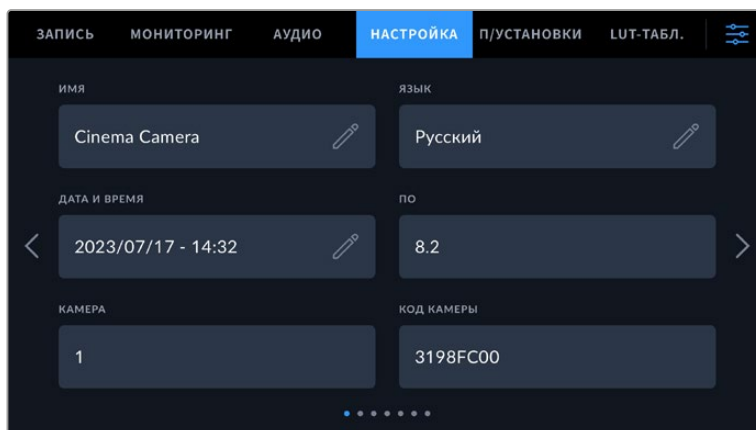 ЗАПИСЬ МОНИТОРИНГ АУДИО НАСТРОЙКА П/УСТАНОВКИ LUT-ТАБЛ.
ИМЯ ЯЗЫК
Cinema Camera Русский
ДАТА И ВРЕМЯ ПО
2023/07/17 - 14:32 8.2
КАМЕРА КОД КАМЕРЫ
1 3198FC00